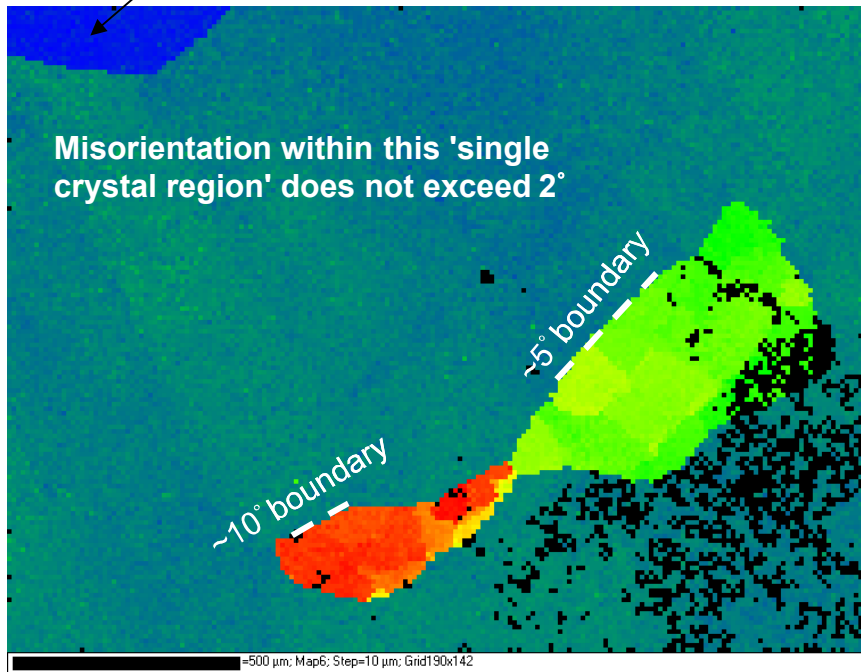 Misorientation within this 'single
crystal region' does not exceed 2°
~5° boundary
~10° boundary
=500 µm; Map6; Step=10 µm; Grid190x142